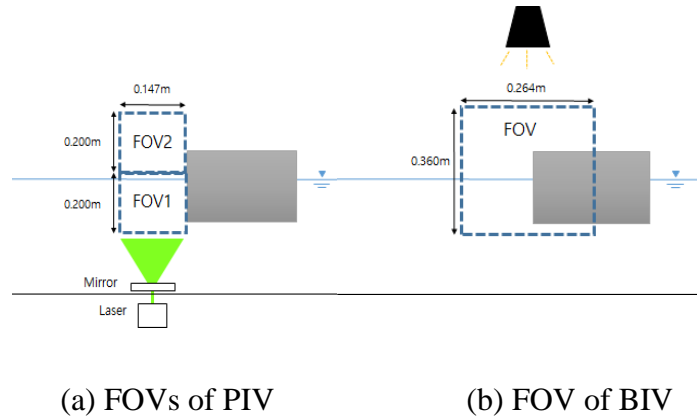 0.147m
0.200m
FOV2
0.200m
FOV1
Mirror
Laser
(a) FOVs of PIV
0.264m
FOV
0.360m
(b) FOV of BIV